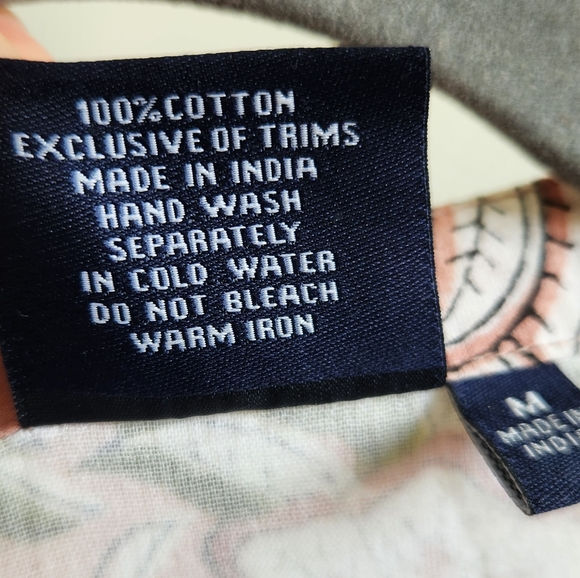 100% COTTON
EXCLUSIVE OF TRIMS
MADE IN INDIA
HAND WASH
SEPARATELY
IN COLD WATER
DO NOT BLEACH
WARM IRON
M
MADE IN
INDIA